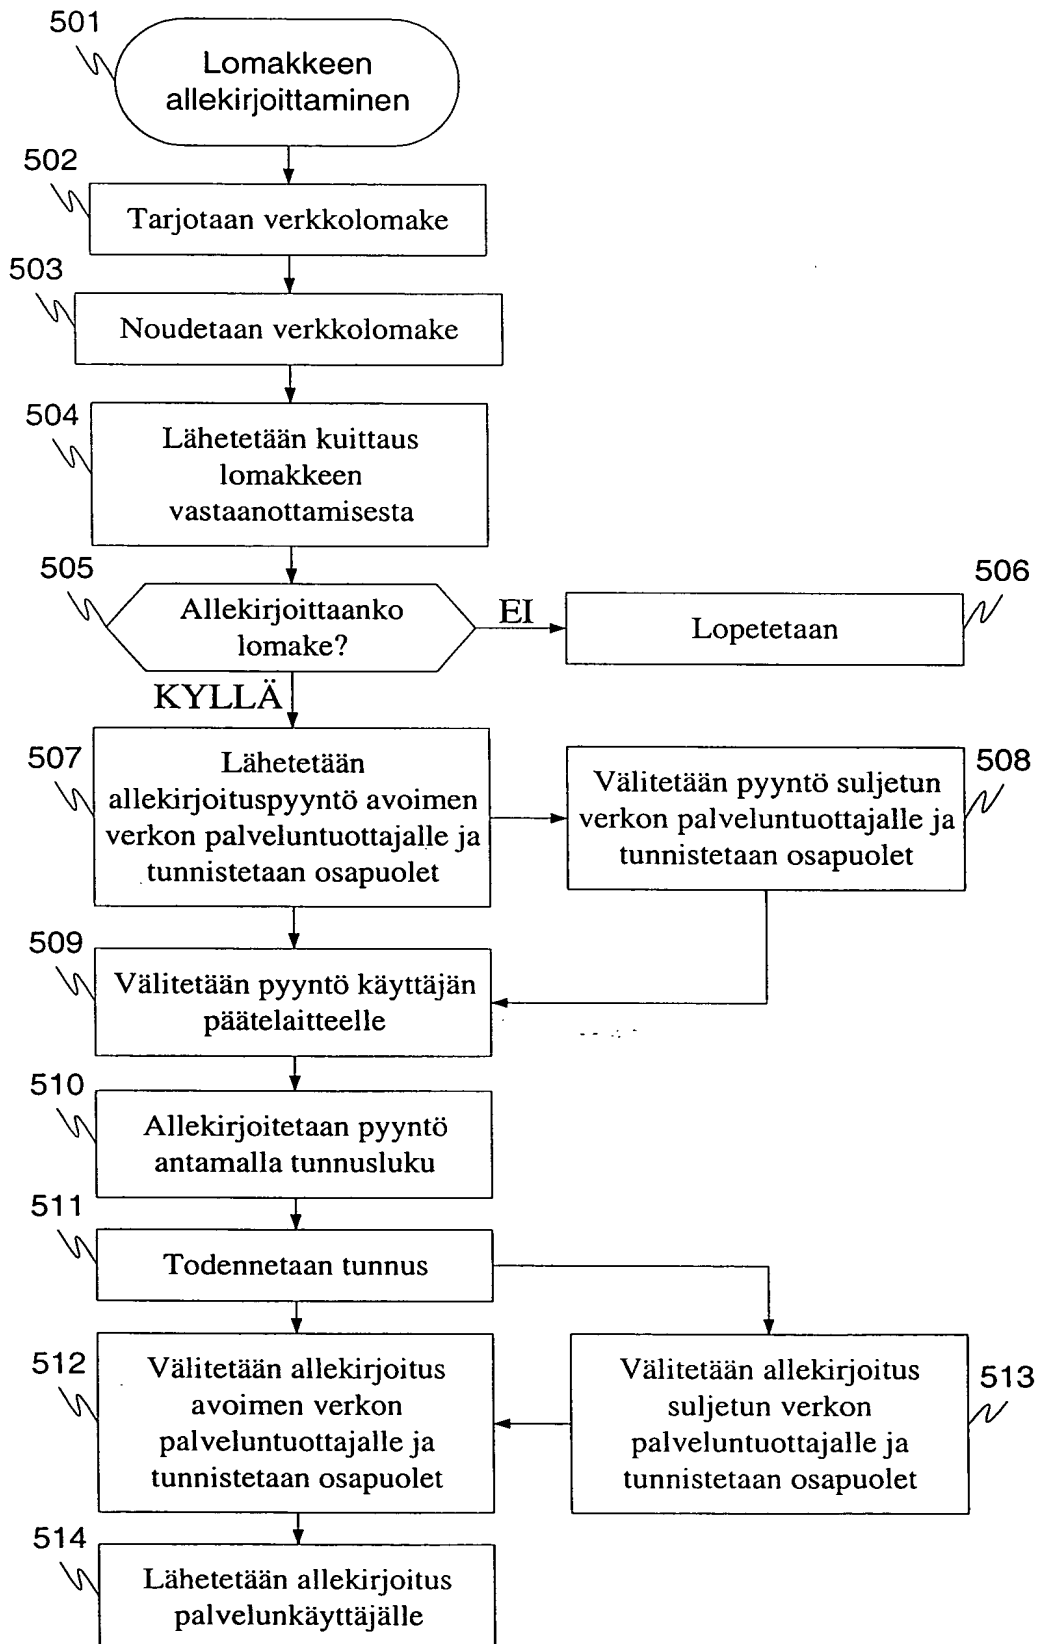 501
Lomakkeen
allekirjoittaminen
502
Tarjotaan verkkolomake
503
Noudetaan verkkolomake
504
Lähetetään kuittaus
lomakkeen
vastaanottamisesta
505
Allekirjoittaanko
lomake?
EI
506
Lopetetaan
KYLLÄ
507
Lähetetään
allekirjoituspyyntö avoimen
verkon palveluntuottajalle ja
tunnistetaan osapuolet
508
Välitetään pyyntö suljetun
verkon palveluntuottajalle ja
tunnistetaan osapuolet
509
Välitetään pyyntö käyttäjän
päätelaitteelle
510
Allekirjoitetaan pyyntö
antamalla tunnusluku
511
Todennetaan tunnus
512
Välitetään allekirjoitus
avoimen verkon
palveluntuottajalle ja
tunnistetaan osapuolet
513
Välitetään allekirjoitus
suljetun verkon
palveluntuottajalle ja
tunnistetaan osapuolet
514
Lähetetään allekirjoitus
palvelunkäyttäjälle